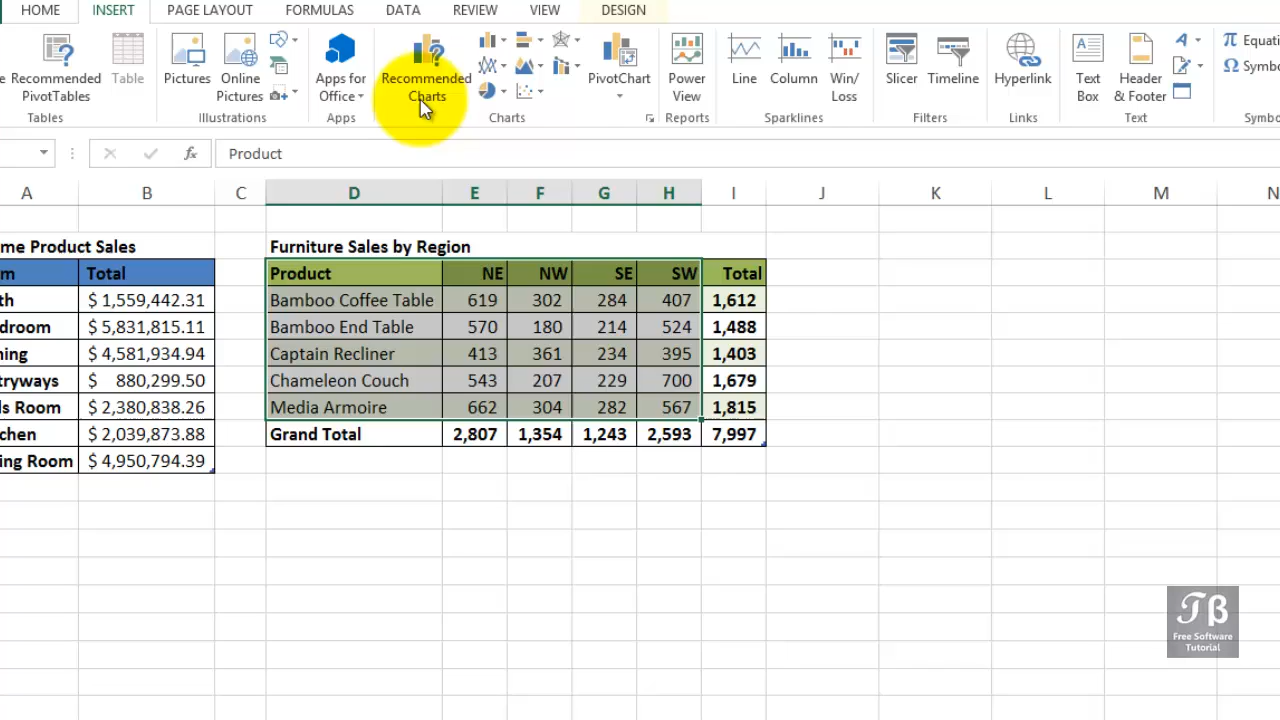 HOME INSERT PAGE LAYOUT FORMULAS DATA REVIEW VIEW DESIGN
e Recommended PivotTables
Table
Pictures
Online Pictures
Apps for Office
Recommended Charts
PivotChart
Power View
Line
Column
Win/ Loss
Slicer
Timeline
Hyperlink
Text Box
Header & Footer
π Equati
Ω Symbo
Tables Illustrations Apps Charts Reports Sparklines Filters Links Text Symbo
fx Product
A B C D E F G H I J K L M N
me Product Sales Furniture Sales by Region
m Total Product NE NW SE SW Total
th $ 1,559,442.31 Bamboo Coffee Table 619 302 284 407 1,612
droom $ 5,831,815.11 Bamboo End Table 570 180 214 524 1,488
ning $ 4,581,934.94 Captain Recliner 413 361 234 395 1,403
tryways $ 880,299.50 Chameleon Couch 543 207 229 700 1,679
ls Room $ 2,380,838.26 Media Armoire 662 304 282 567 1,815
chen $ 2,039,873.88 Grand Total 2,807 1,354 1,243 2,593 7,997
ing Room $ 4,950,794.39
Tβ
Free Software
Tutorial